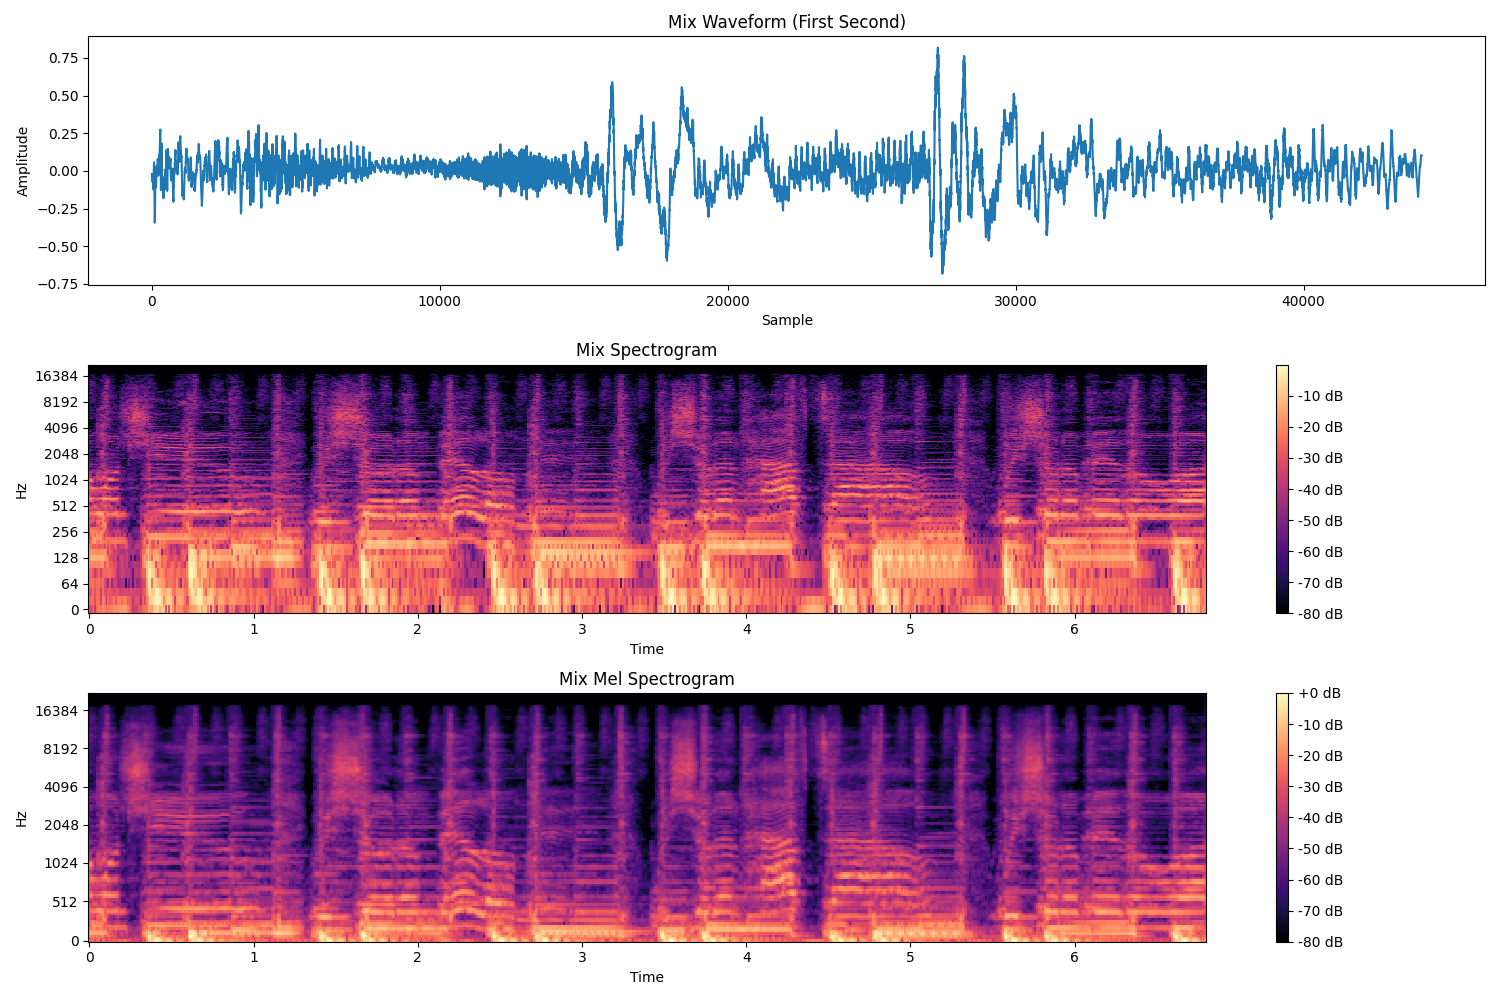 Mix Waveform (First Second)
0.75
0.50
0.25
0.00
−0.25
−0.50
−0.75
Amplitude
0 10000 20000 30000 40000
Sample
Mix Spectrogram
16384
8192
4096
2048
1024
512
256
128
64
0
Hz
0 1 2 3 4 5 6
Time
-10 dB
-20 dB
-30 dB
-40 dB
-50 dB
-60 dB
-70 dB
-80 dB
Mix Mel Spectrogram
16384
8192
4096
2048
1024
512
0
Hz
0 1 2 3 4 5 6
Time
+0 dB
-10 dB
-20 dB
-30 dB
-40 dB
-50 dB
-60 dB
-70 dB
-80 dB